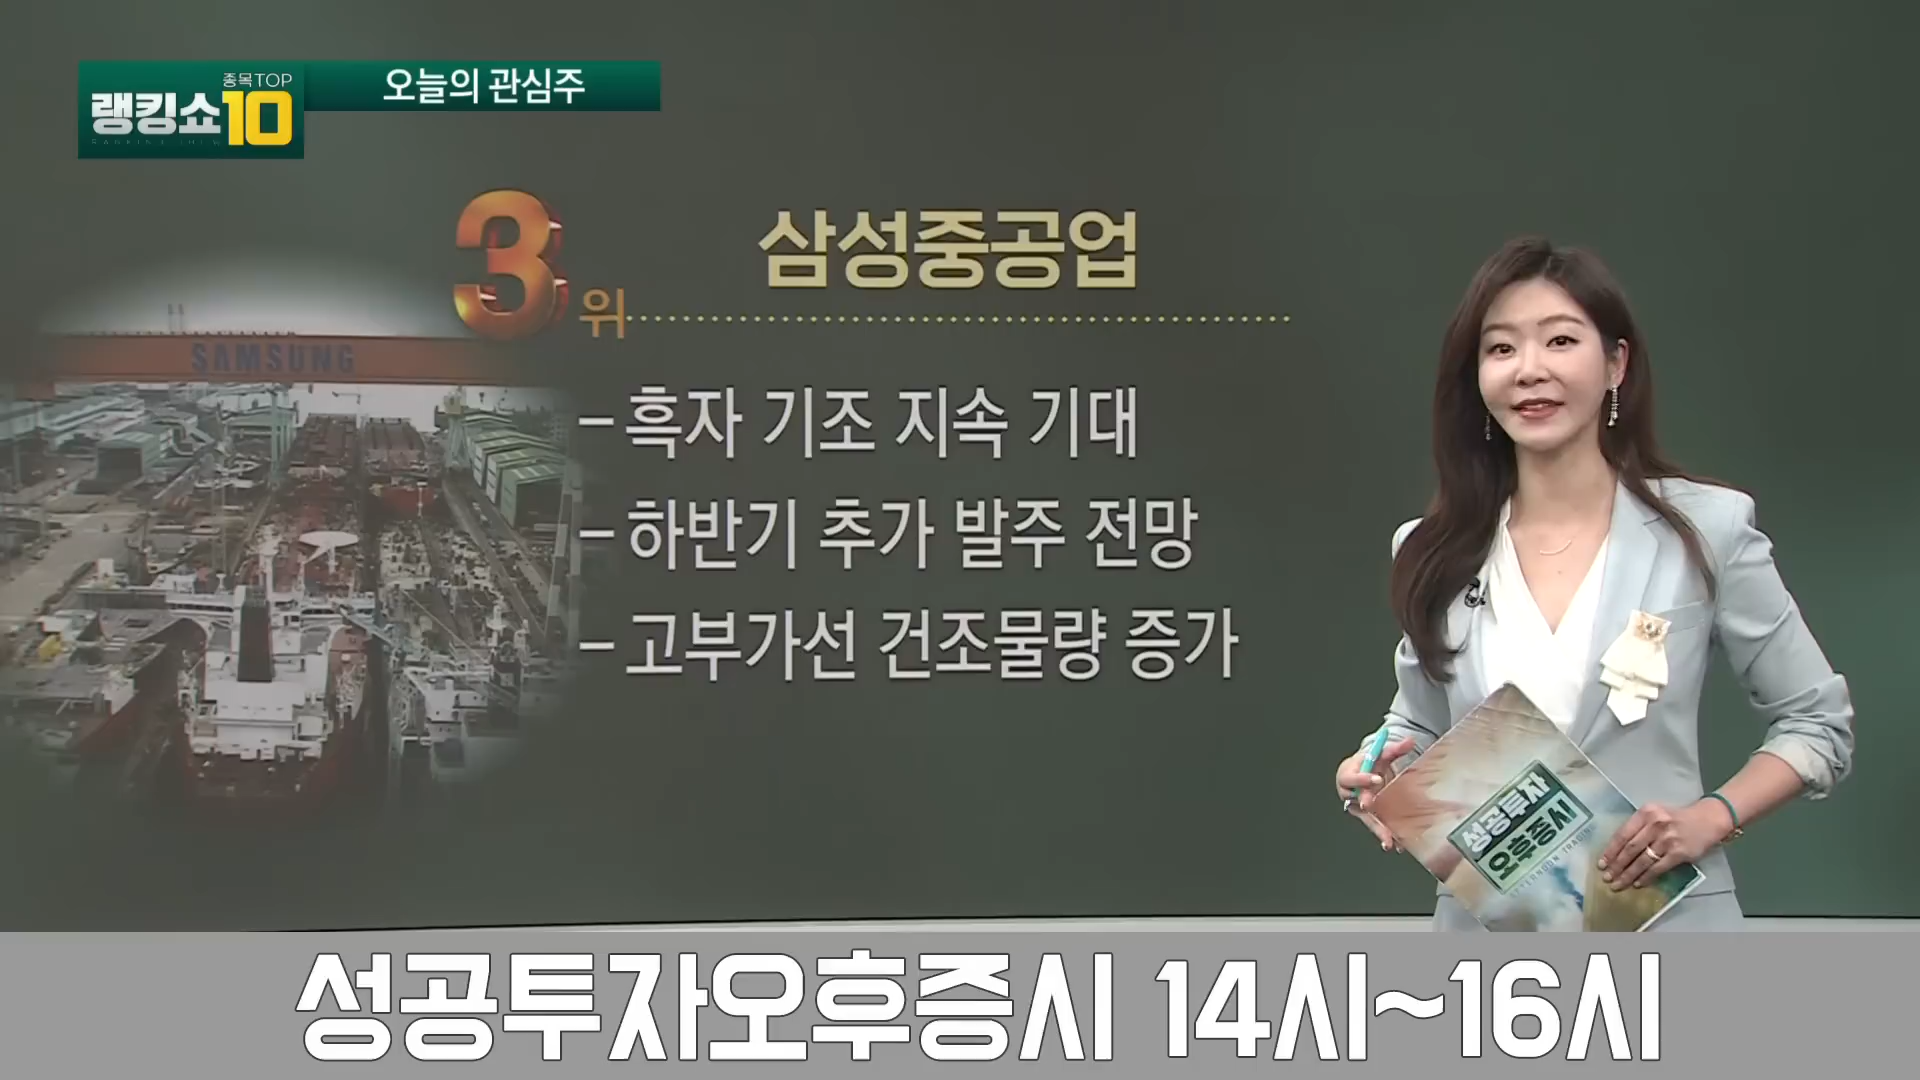 종목TOP
랭킹쇼10
오늘의 관심주
3위
삼성중공업
SAMSUNG
- 흑자 기조 지속 기대
- 하반기 추가 발주 전망
- 고부가선 건조물량 증가
성공투자
오후증시
AFTERNOON TRADING
성공투자오후증시 14시~16시